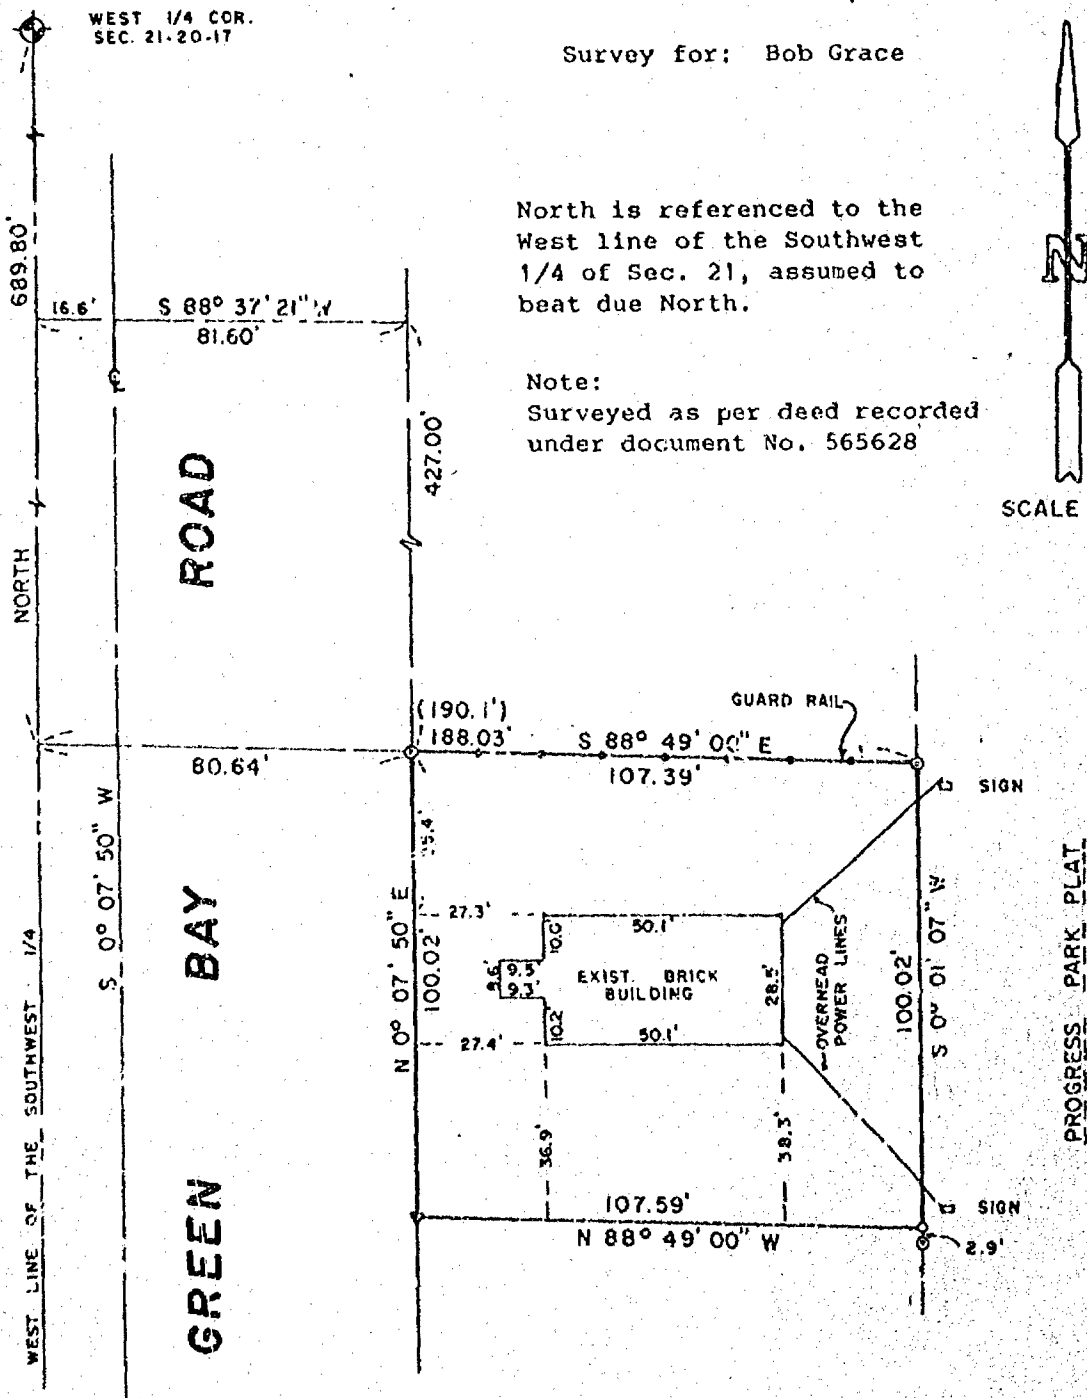 WEST 1/4 COR.
SEC. 21-20-17
Survey for: Bob Grace
North is referenced to the
West line of the Southwest
1/4 of Sec. 21, assumed to
beat due North.
689.80'
16.6'
S 88° 37' 21" W
81.60'
Note:
Surveyed as per deed recorded
under document No. 565628
N
SCALE
427.00'
ROAD
NORTH
(190.1')
188.03'
S 88° 49' 00" E
107.39'
GUARD RAIL
80.64'
SIGN
S 0° 07' 50" W
BAY
N 0° 07' 50" E
100.02'
27.3'
50.1'
10.0'
9.6'
9.5'
9.3'
EXIST. BRICK
BUILDING
28.5'
10.2'
50.1'
27.4'
OVERHEAD
POWER LINES
100.02'
S 0° 01' 07" W
PROGRESS PARK PLAT
WEST LINE OF THE SOUTHWEST 1/4
GREEN
36.9'
38.3'
107.59'
N 88° 49' 00" W
SIGN
2.9'